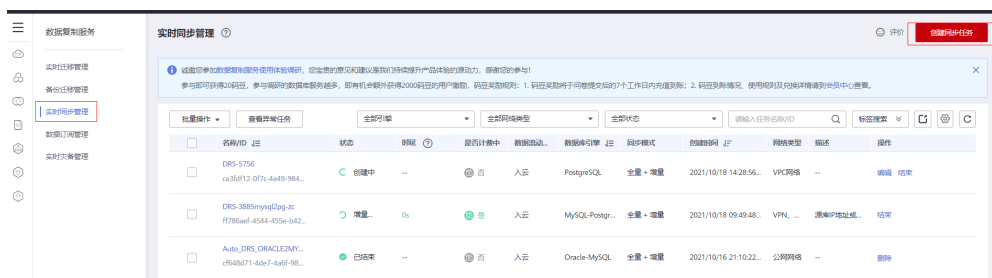 数据复制服务
实时迁移管理
备份迁移管理
实时同步管理
数据订阅管理
实时灾备管理
实时同步管理
评价
创建同步任务
诚邀您参加数据复制服务使用体验调研，您宝贵的意见和建议是我们持续提升产品体验的源动力，感谢您的参与！
参与即可获得20码豆，参与调研的数据库服务越多，即有机会额外获得2000码豆的用户激励，码豆奖励规则：1. 码豆奖励将于问卷提交后的7个工作日内充值到账；2. 码豆到账情况、使用规则及兑换详情请到会员中心查看。
批量操作 查看异常任务 全部引擎 全部网络类型 全部状态 请输入任务名称/ID 标签搜索
名称/ID 状态 时延 是否计费中 数据流动... 数据库引擎 同步模式 创建时间 网络类型 描述 操作
DRS-5756
ce3fdf12-0f7c-4e49-984... 创建中 -- 否 入云 PostgreSQL 全量 + 增量 2021/10/18 14:28:56... VPC网络 -- 编辑 结束
DRS-3885mysql2pg-zc
ff786aef-4544-455e-b42... 增量... 0s 是 入云 MySQL-Postgr... 全量 + 增量 2021/10/18 09:49:48... VPN、... 源库IP地址或... 结束
Auto_DRS_ORACLE2MY...
cf648d71-4de7-4a6f-98... 已结束 -- 否 入云 Oracle-MySQL 全量 + 增量 2021/10/16 21:10:22... 公网网络 -- 删除